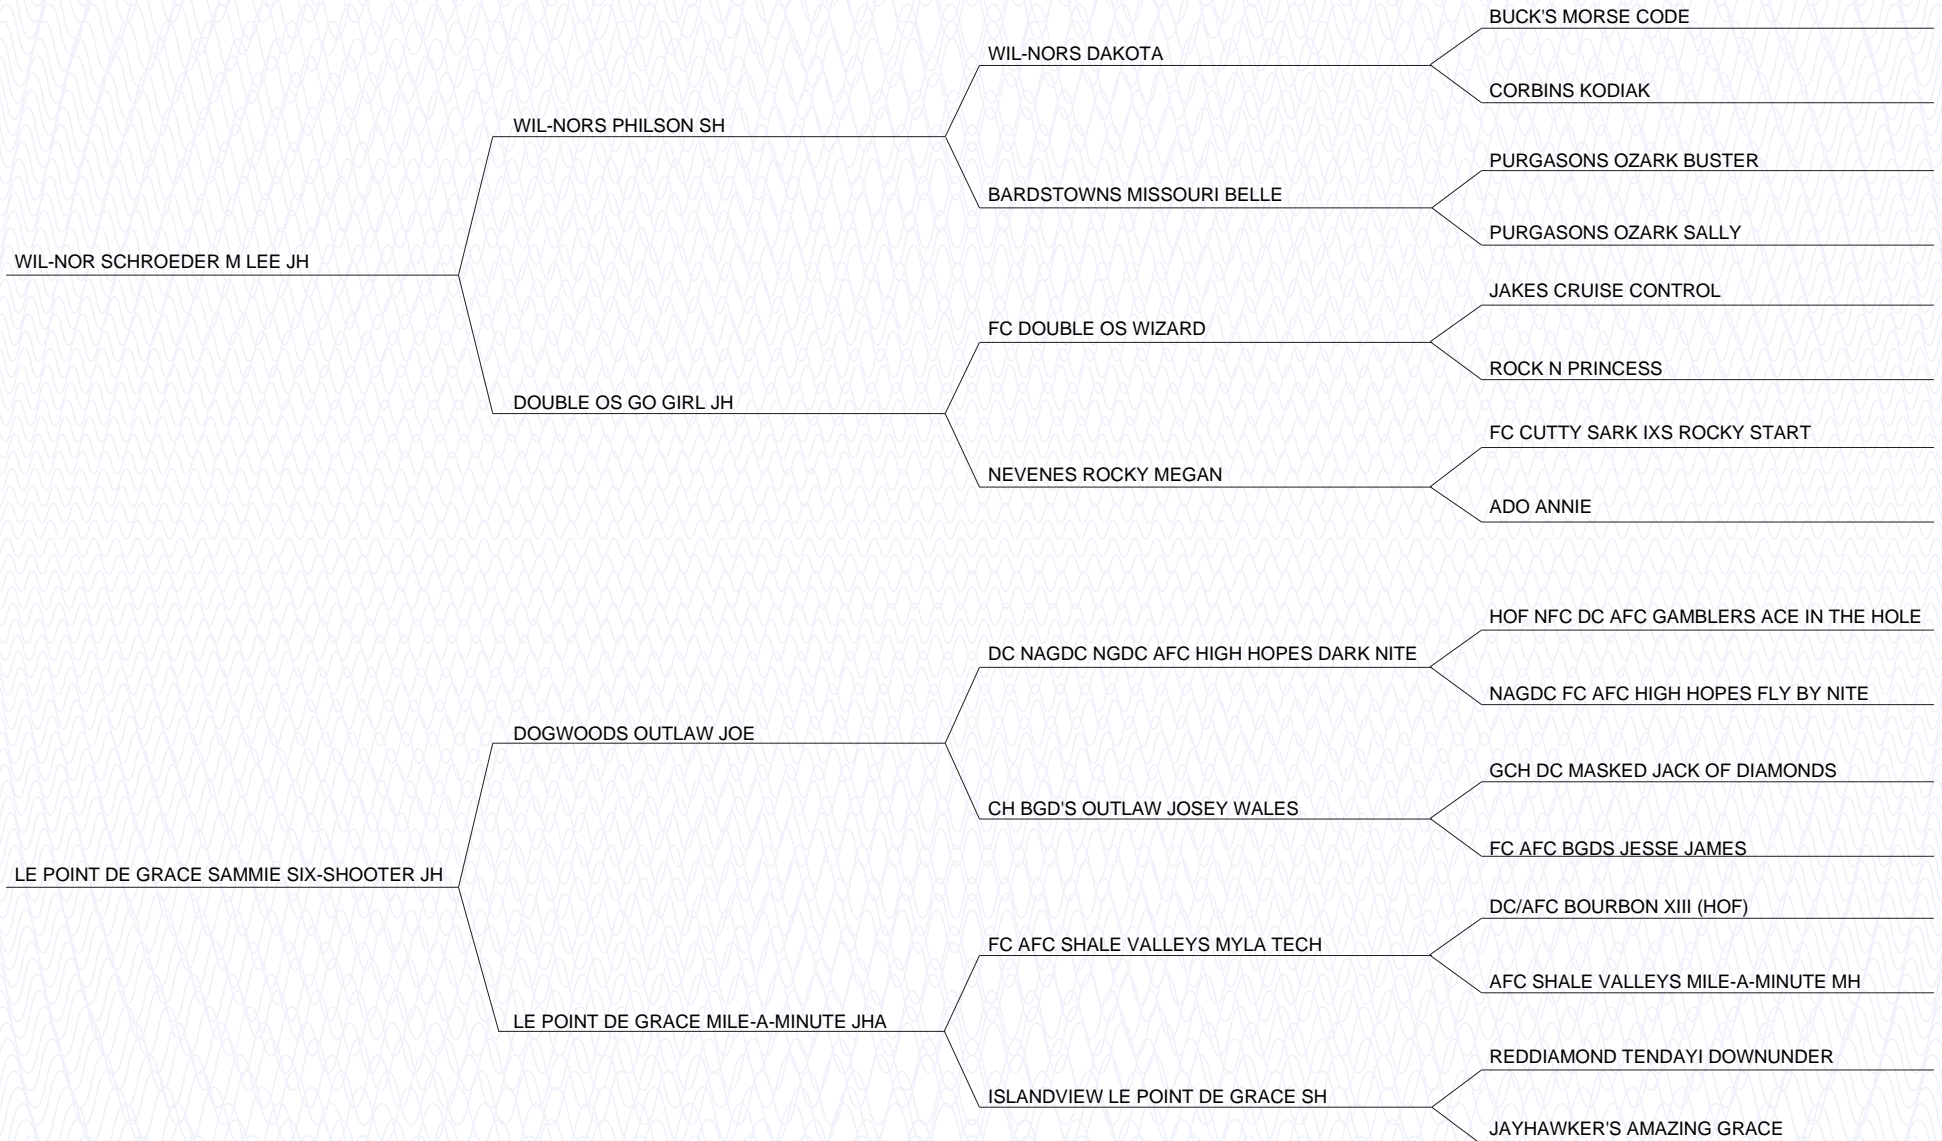 BUCK'S MORSE CODE
WIL-NORS DAKOTA
CORBINS KODIAK
WIL-NORS PHILSON SH
PURGASONS OZARK BUSTER
BARDSTOWNS MISSOURI BELLE
PURGASONS OZARK SALLY
WIL-NOR SCHROEDER M LEE JH
JAKES CRUISE CONTROL
FC DOUBLE OS WIZARD
ROCK N PRINCESS
DOUBLE OS GO GIRL JH
FC CUTTY SARK IXS ROCKY START
NEVENES ROCKY MEGAN
ADO ANNIE
HOF NFC DC AFC GAMBLERS ACE IN THE HOLE
DC NAGDC NGDC AFC HIGH HOPES DARK NITE
NAGDC FC AFC HIGH HOPES FLY BY NITE
DOGWOODS OUTLAW JOE
GCH DC MASKED JACK OF DIAMONDS
CH BGD'S OUTLAW JOSEY WALES
FC AFC BGDS JESSE JAMES
LE POINT DE GRACE SAMMIE SIX-SHOOTER JH
DC/AFC BOURBON XIII (HOF)
FC AFC SHALE VALLEYS MYLA TECH
AFC SHALE VALLEYS MILE-A-MINUTE MH
LE POINT DE GRACE MILE-A-MINUTE JHA
REDDIAMOND TENDAYI DOWNUNDER
ISLANDVIEW LE POINT DE GRACE SH
JAYHAWKER'S AMAZING GRACE